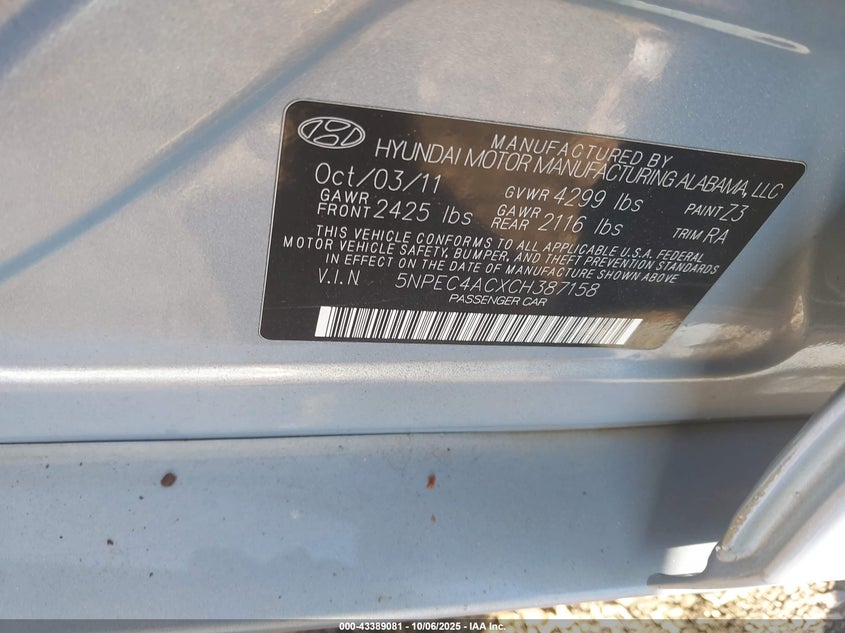 MANUFACTURED BY
HYUNDAI MOTOR MANUFACTURING ALABAMA, LLC
Oct/03/11 GVWR 4299 lbs PAINT Z3
GAWR FRONT 2425 lbs GAWR REAR 2116 lbs TRIM RA
THIS VEHICLE CONFORMS TO ALL APPLICABLE U.S.A. FEDERAL
MOTOR VEHICLE SAFETY, BUMPER, AND THEFT PREVENTION STANDARDS
IN EFFECT ON THE DATE OF MANUFACTURE SHOWN ABOVE
V.I.N 5NPEC4ACXCH387158
PASSENGER CAR
000-43389081 - 10/06/2025 - IAA Inc.